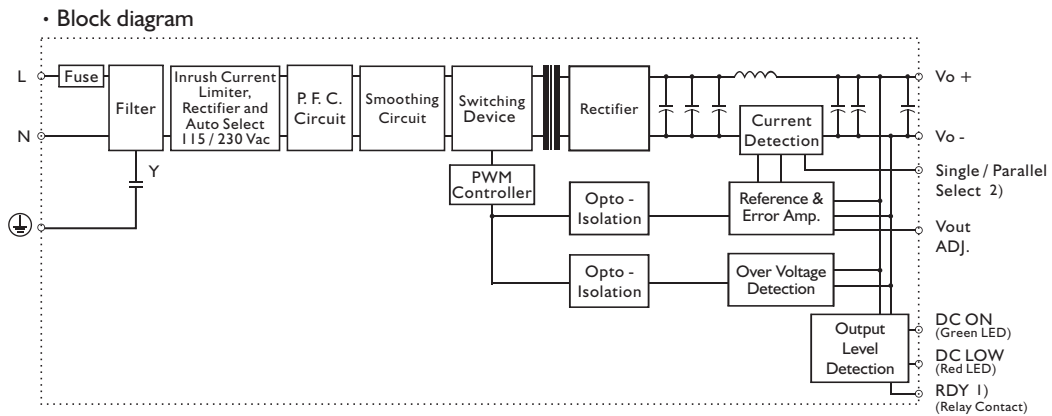 • Block diagram
L
Fuse
Filter
Inrush Current
Limiter,
Rectifier and
Auto Select
115 / 230 Vac
P. F. C.
Circuit
Smoothing
Circuit
Switching
Device
Rectifier
Current
Detection
Vo +
N
Vo -
Y
PWM
Controller
Opto -
Isolation
Reference &
Error Amp.
Single / Parallel
Select 2)
Vout
ADJ.
Opto -
Isolation
Over Voltage
Detection
Output
Level
Detection
DC ON
(Green LED)
DC LOW
(Red LED)
RDY 1)
(Relay Contact)